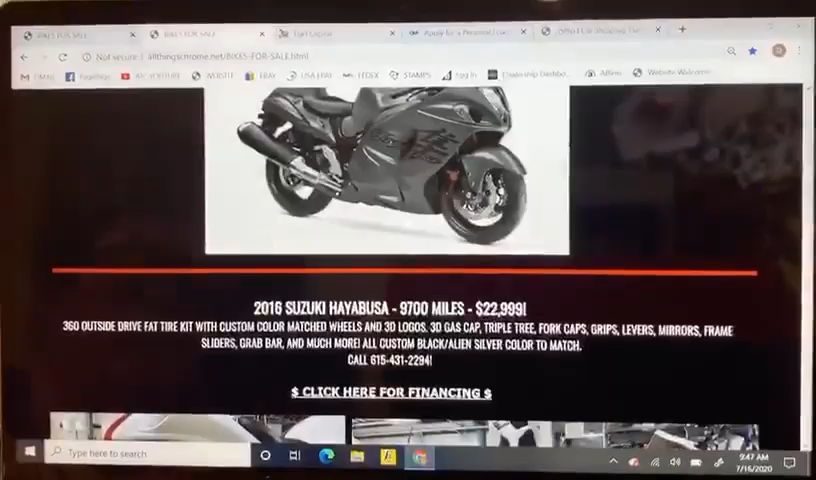 BIKES FOR SALE
BIKES FOR SALE
Apply for a Personal Loan
Not secure | allthingschrome.net/BIKES-FOR-SALE.html
GMAIL
YOUTUBE
WEBSITE
EBAY
USA EBAY
FEDEX
STAMPS
Log In
Dealership Dashbo...
Website Welcome
2016 SUZUKI HAYABUSA - 9700 MILES - $22,999!
360 OUTSIDE DRIVE FAT TIRE KIT WITH CUSTOM COLOR MATCHED WHEELS AND 3D LOGOS. 3D GAS CAP, TRIPLE TREE, FORK CAPS, GRIPS, LEVERS, MIRRORS, FRAME
SLIDERS, GRAB BAR, AND MUCH MORE! ALL CUSTOM BLACK/ALIEN SILVER COLOR TO MATCH.
CALL 615-431-2294!
$ CLICK HERE FOR FINANCING $
Type here to search
9:47 AM
7/16/2020